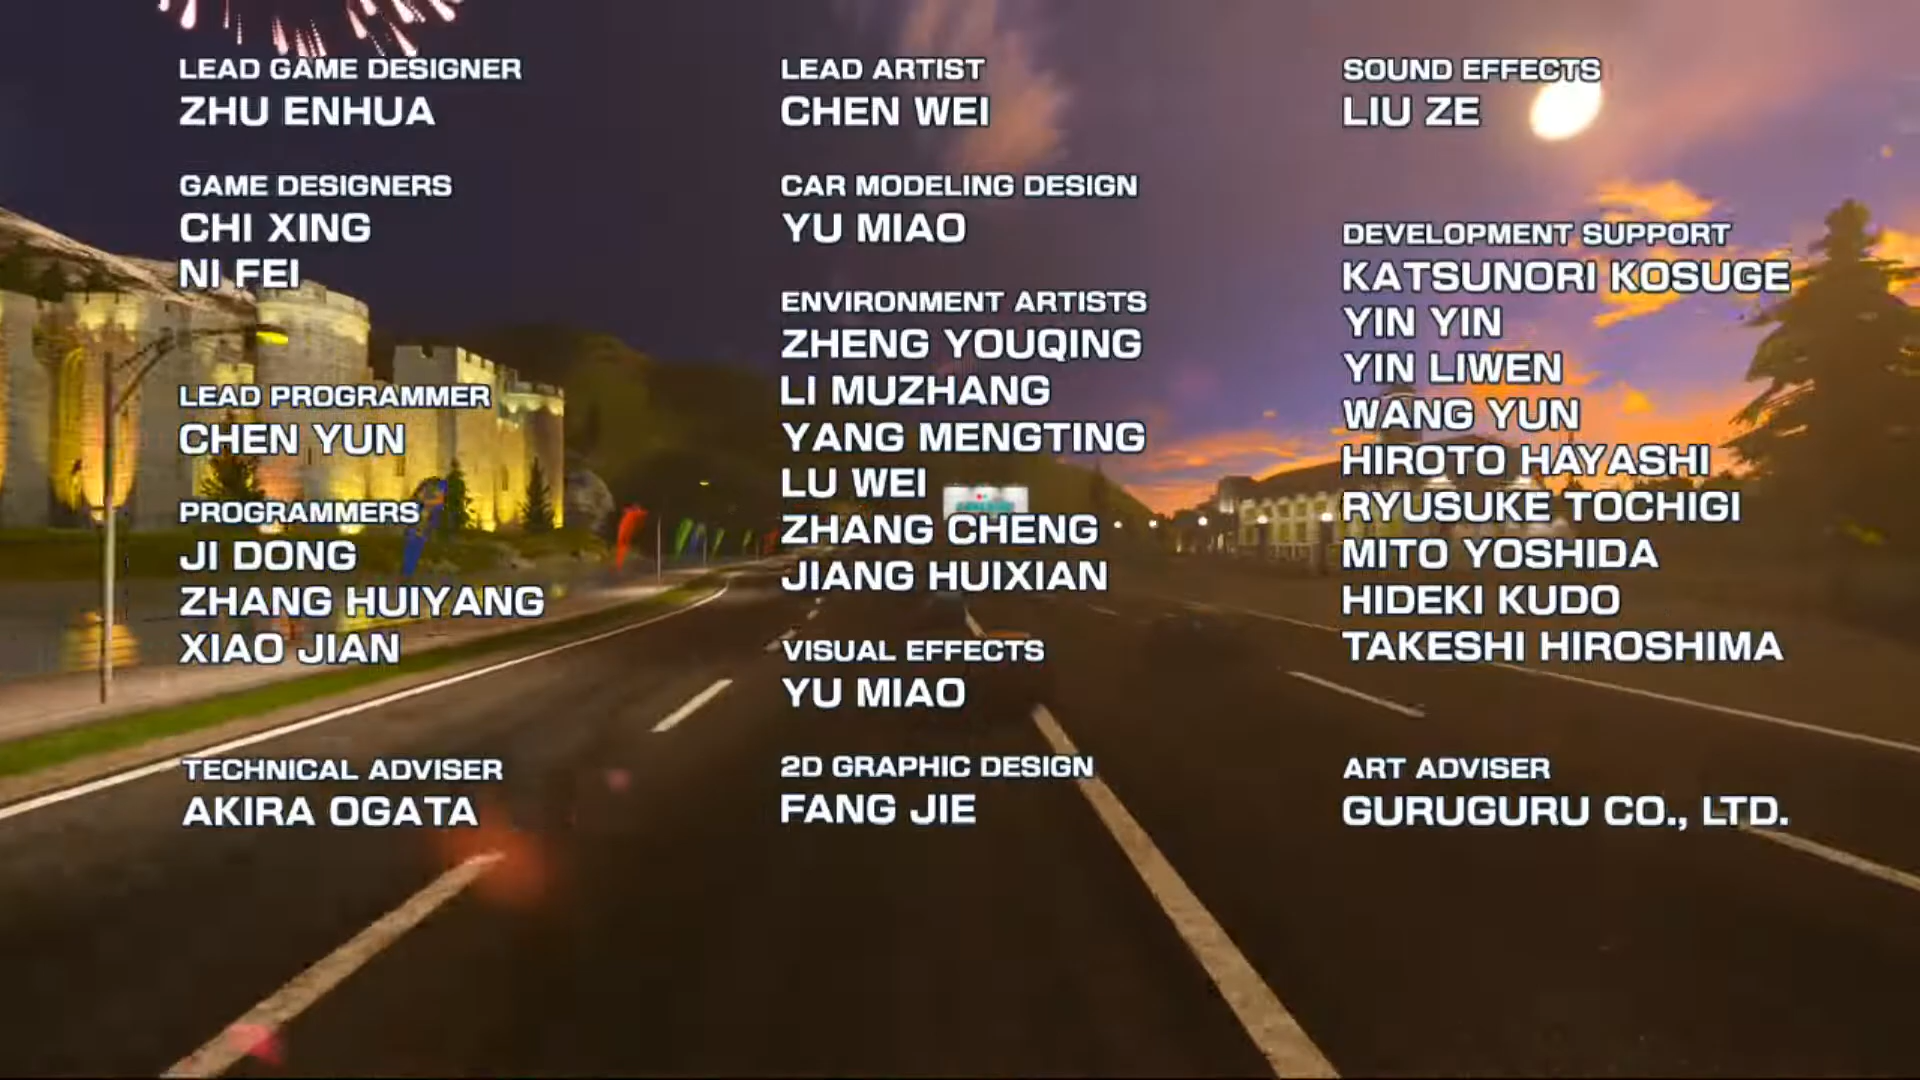 LEAD GAME DESIGNER
ZHU ENHUA
GAME DESIGNERS
CHI XING
NI FEI
LEAD PROGRAMMER
CHEN YUN
PROGRAMMERS
JI DONG
ZHANG HUIYANG
XIAO JIAN
TECHNICAL ADVISER
AKIRA OGATA
LEAD ARTIST
CHEN WEI
CAR MODELING DESIGN
YU MIAO
ENVIRONMENT ARTISTS
ZHENG YOUQING
LI MUZHANG
YANG MENGTING
LU WEI
ZHANG CHENG
JIANG HUIXIAN
VISUAL EFFECTS
YU MIAO
2D GRAPHIC DESIGN
FANG JIE
SOUND EFFECTS
LIU ZE
DEVELOPMENT SUPPORT
KATSUNORI KOSUGE
YIN YIN
YIN LIWEN
WANG YUN
HIROTO HAYASHI
RYUSUKE TOCHIGI
MITO YOSHIDA
HIDEKI KUDO
TAKESHI HIROSHIMA
ART ADVISER
GURUGURU CO., LTD.